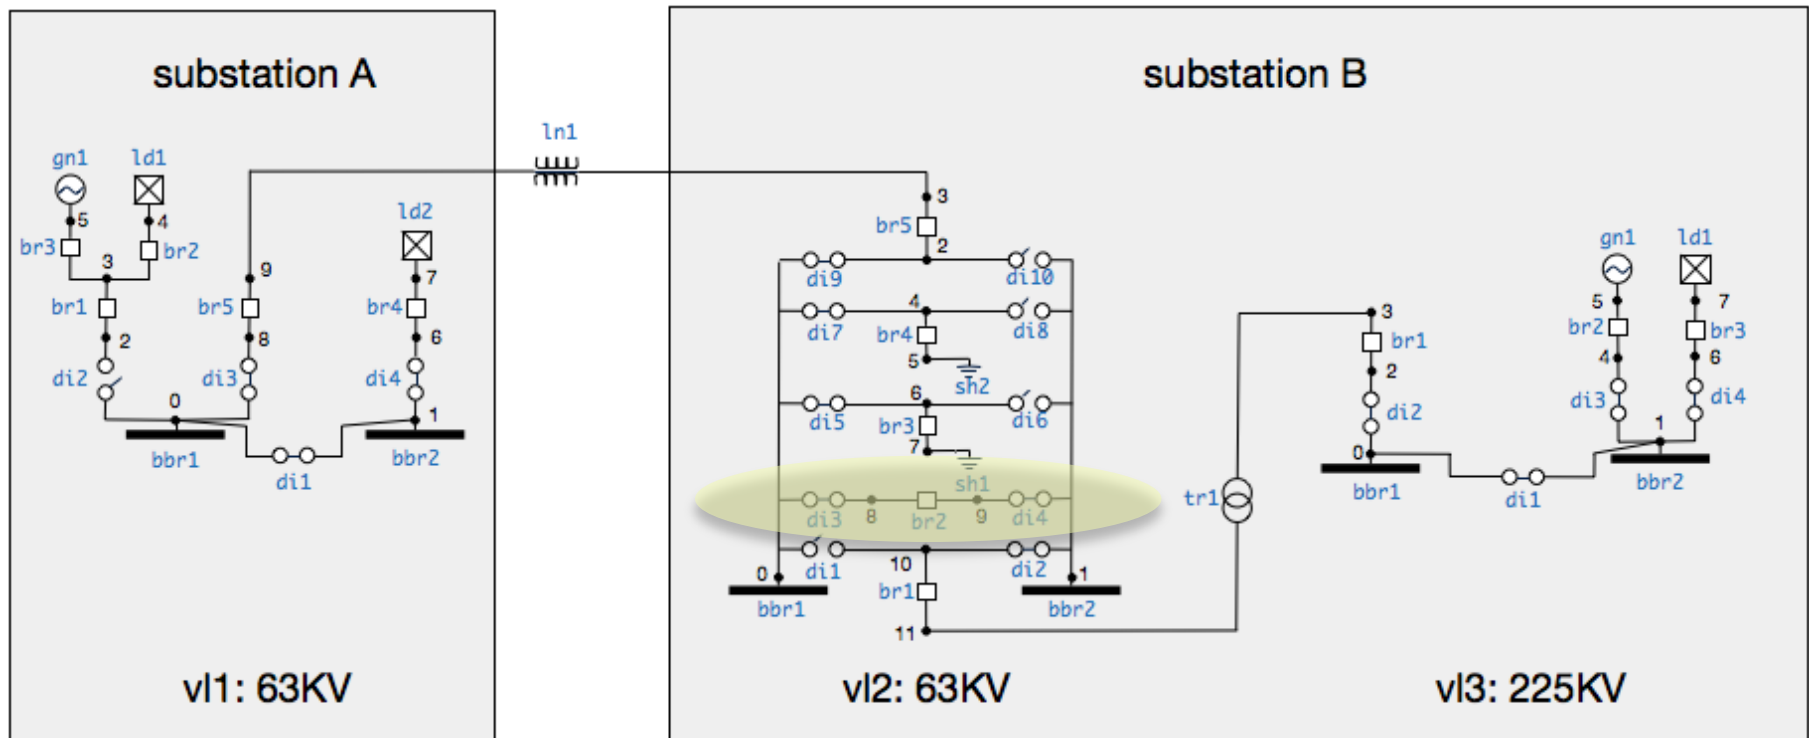 substation A
substation B
ln1
gn1 ld1
5 4
br3 br2
3
br1
2
di2
9
br5
8
di3
ld2
7
br4
6
di4
0
bbr1
di1
1
bbr2
vl1: 63KV
3
br5
2
di9 di10
4
di7 di8
br4
5
sh2
6
di5 di6
br3
7
sh1
di3 8 br2 9 di4
di1 10 di2
0 br1 1
bbr1 bbr2
11
vl2: 63KV
tr1
3
br1
2
di2
0
bbr1
di1
gn1 ld1
5 7
br2 br3
4 6
di3 di4
1
bbr2
vl3: 225KV